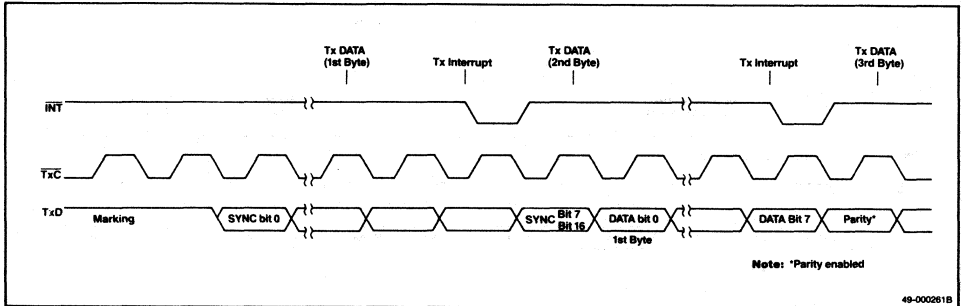 Tx DATA
(1st Byte)
Tx Interrupt
Tx DATA
(2nd Byte)
Tx Interrupt
Tx DATA
(3rd Byte)
INT
TxC
TxD
Marking
SYNC bit 0
SYNC Bit 7
Bit 16
DATA bit 0
1st Byte
DATA Bit 7
Parity*
Note: *Parity enabled
49-000261B